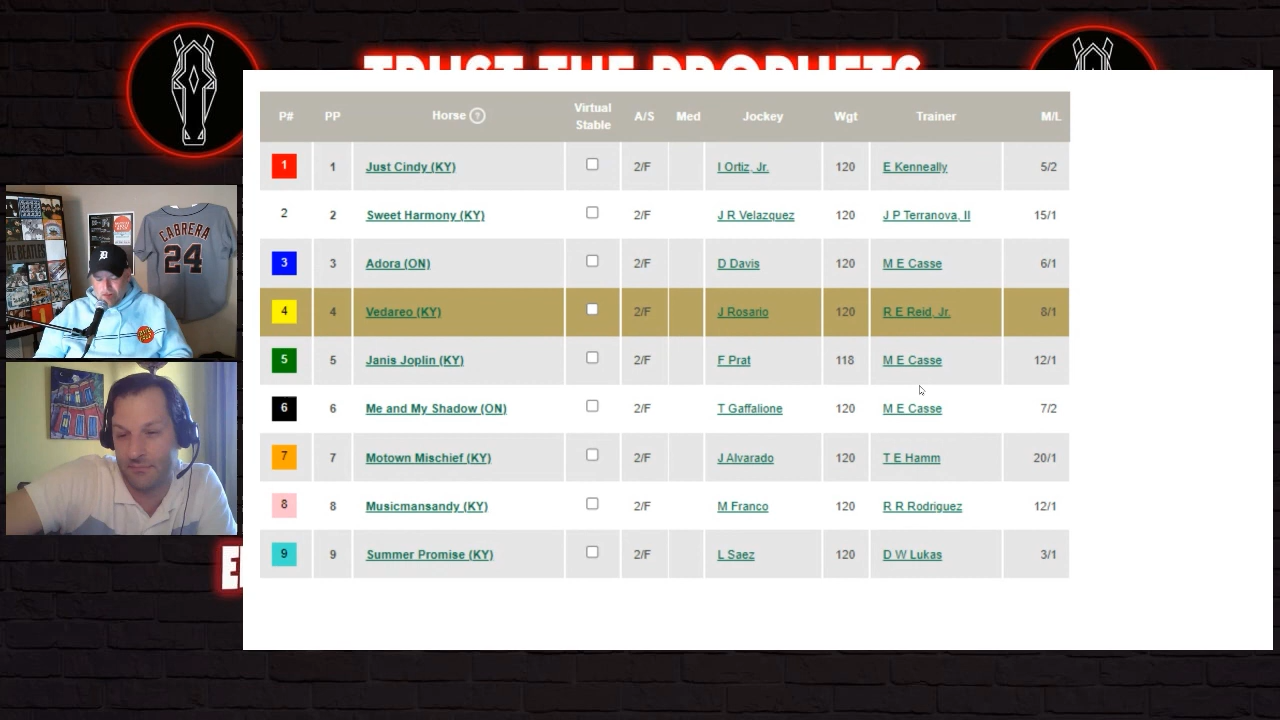 TRUST THE PROPHETS
P# PP Horse ? Virtual Stable A/S Med Jockey Wgt Trainer M/L
1 1 Just Cindy (KY) 2/F I Ortiz, Jr. 120 E Kenneally 5/2
2 2 Sweet Harmony (KY) 2/F J R Velazquez 120 J P Terranova, II 15/1
3 3 Adora (ON) 2/F D Davis 120 M E Casse 6/1
4 4 Vedareo (KY) 2/F J Rosario 120 R E Reid, Jr. 8/1
5 5 Janis Joplin (KY) 2/F F Prat 118 M E Casse 12/1
6 6 Me and My Shadow (ON) 2/F T Gaffalione 120 M E Casse 7/2
7 7 Motown Mischief (KY) 2/F J Alvarado 120 T E Hamm 20/1
8 8 Musicmansandy (KY) 2/F M Franco 120 R R Rodriguez 12/1
9 9 Summer Promise (KY) 2/F L Saez 120 D W Lukas 3/1
CABRERA
24
THE BEATLES
D